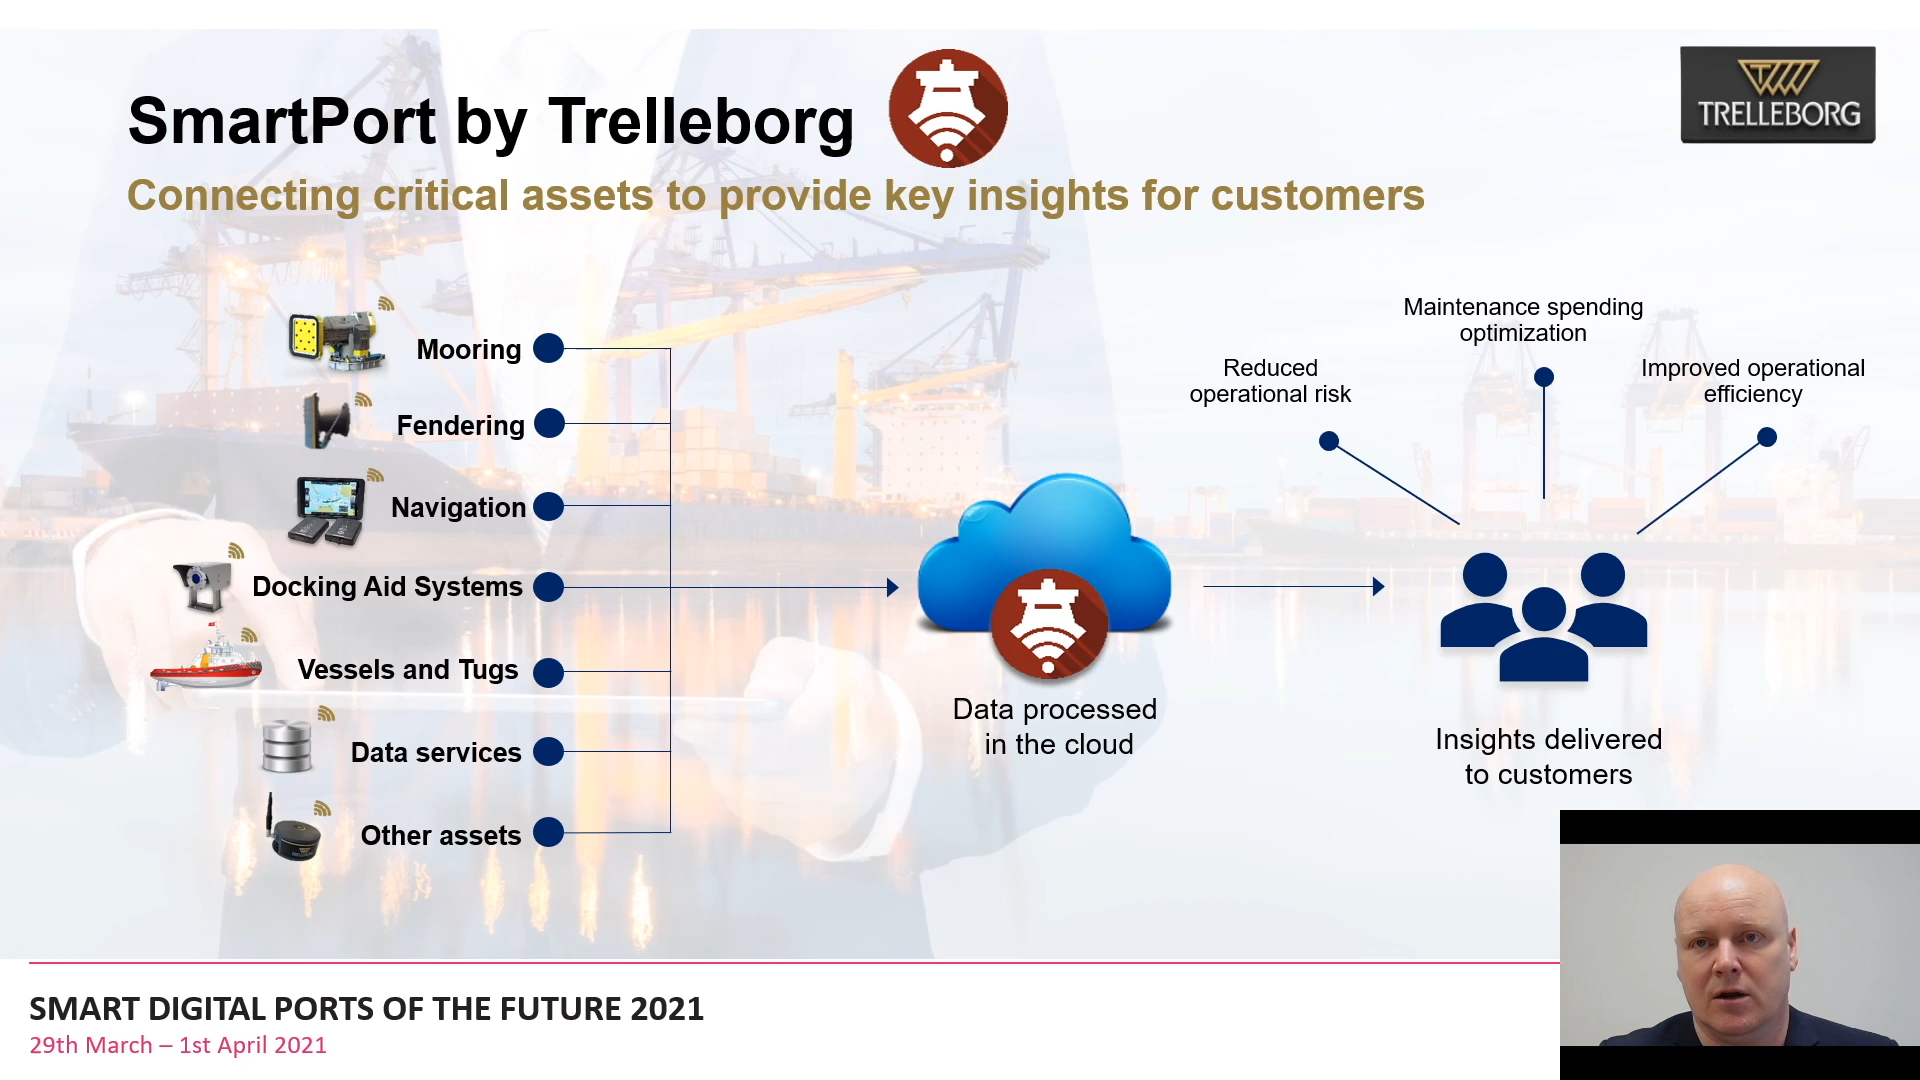 SmartPort by Trelleborg
TRELLEBORG
Connecting critical assets to provide key insights for customers
Mooring
Fendering
Navigation
Docking Aid Systems
Vessels and Tugs
Data services
Other assets
Data processed
in the cloud
Reduced
operational risk
Maintenance spending
optimization
Improved operational
efficiency
Insights delivered
to customers
SMART DIGITAL PORTS OF THE FUTURE 2021
29th March – 1st April 2021